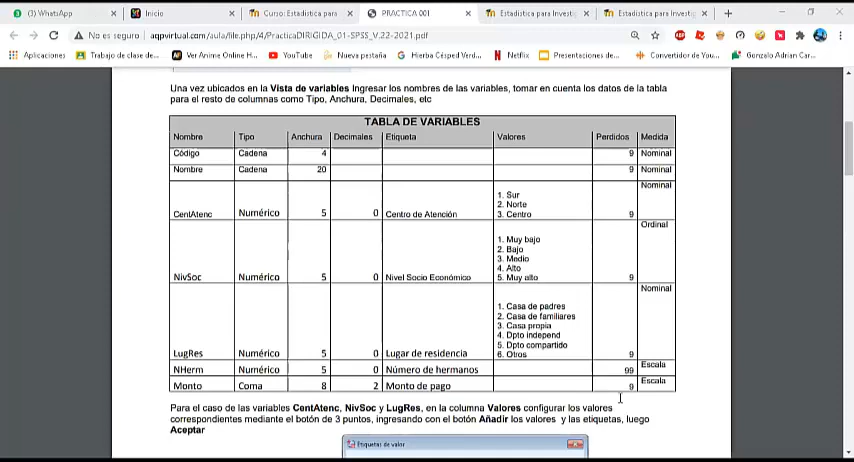 (3) WhatsApp
Inicio
Curso: Estadística para
PRACTICA 001
Estadistica para Investig
Estadistica para Investig
No es seguro | aqpvirtual.com/aula/file.php/4/PracticaDIRIGIDA_01-SPSS_V.22-2021.pdf
Aplicaciones
Trabajo de clase de...
Ver Anime Online H...
YouTube
Nueva pestaña
Hierba Césped Verd...
Netflix
Presentaciones de...
Convertidor de You...
Gonzalo Adrian Car...
Una vez ubicados en la Vista de variables Ingresar los nombres de las variables, tomar en cuenta los datos de la tabla
para el resto de columnas como Tipo, Anchura, Decimales, etc
TABLA DE VARIABLES
Nombre Tipo Anchura Decimales Etiqueta Valores Perdidos Medida
Código Cadena 4 9 Nominal
Nombre Cadena 20 9 Nominal
Nominal
1. Sur
2. Norte
CentAtenc Numérico 5 0 Centro de Atención 3. Centro 9
Ordinal
1. Muy bajo
2. Bajo
3. Medio
4. Alto
NivSoc Numérico 5 0 Nivel Socio Económico 5. Muy alto 9
Nominal
1. Casa de padres
2. Casa de familiares
3. Casa propia
4. Dpto independ
5. Dpto compartido
LugRes Numérico 5 0 Lugar de residencia 6. Otros 9
NHerm Numérico 5 0 Número de hermanos 99 Escala
Monto Coma 8 2 Monto de pago 9 Escala
Para el caso de las variables CentAtenc, NivSoc y LugRes, en la columna Valores configurar los valores
correspondientes mediante el botón de 3 puntos, ingresando con el botón Añadir los valores y las etiquetas, luego
Aceptar
Etiquetas de valor